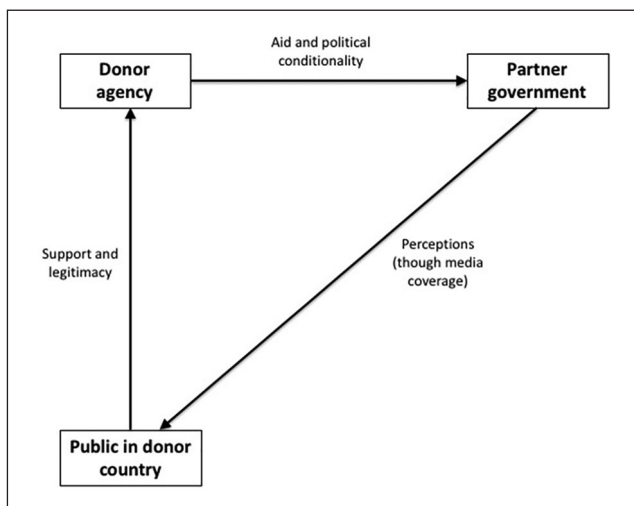 Aid and political
conditionality
Donor
agency
Partner
government
Support and
legitimacy
Perceptions
(though media
coverage)
Public in donor
country